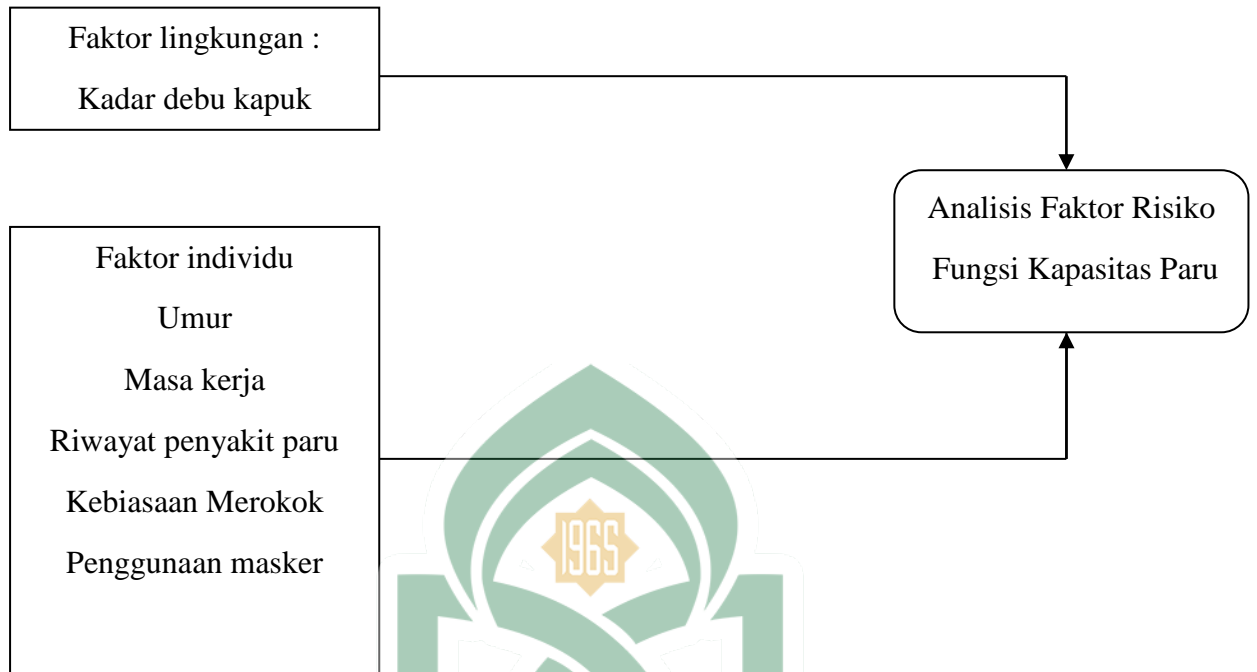 Faktor lingkungan :
Kadar debu kapuk
Analisis Faktor Risiko
Fungsi Kapasitas Paru
Faktor individu
Umur
Masa kerja
Riwayat penyakit paru
Kebiasaan Merokok
Penggunaan masker
1965